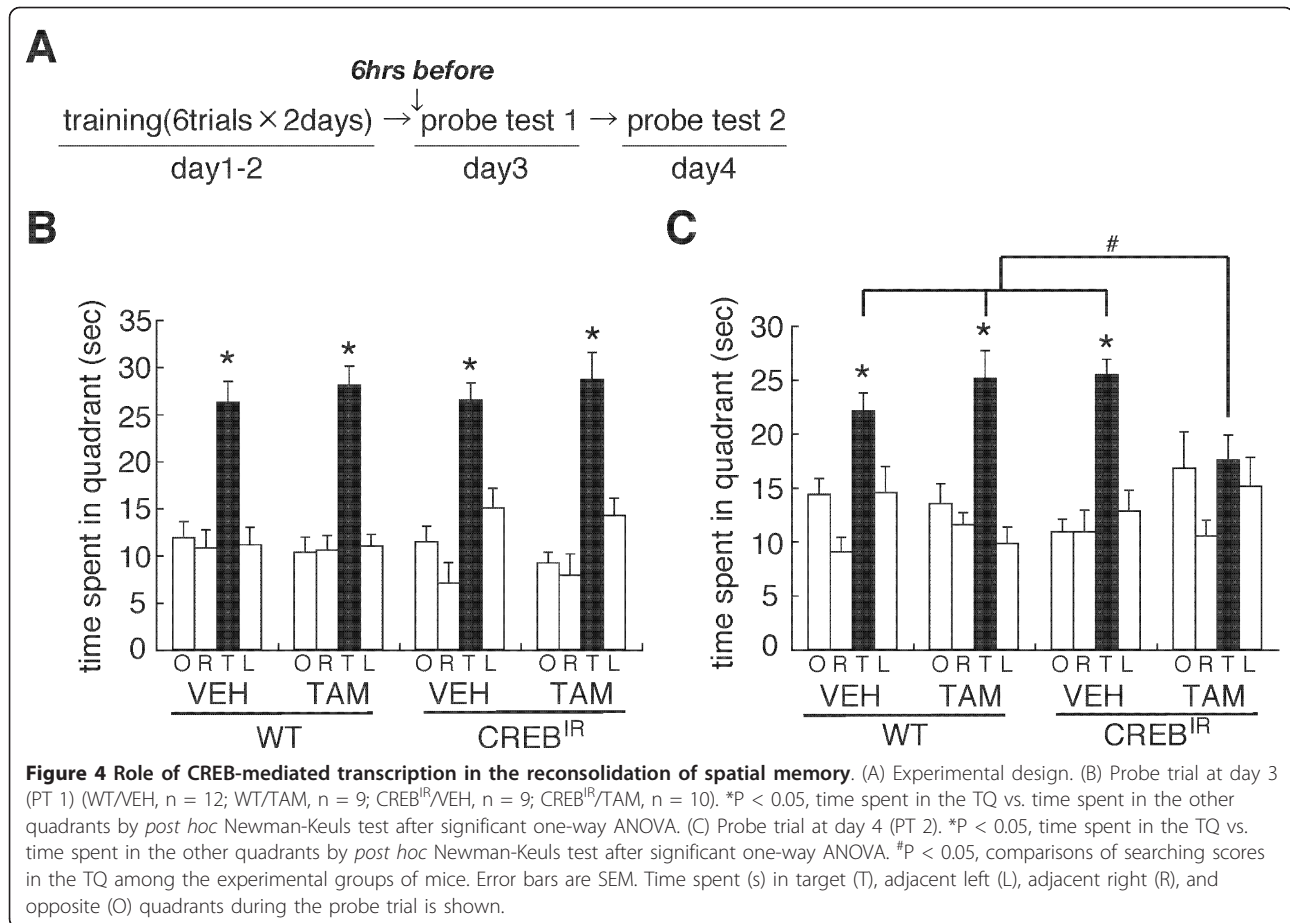 A
6hrs before
↓
training(6trials × 2days) → probe test 1 → probe test 2
day1-2 day3 day4
B
C
#
time spent in quadrant (sec)
35
30
25
20
15
10
5
0
* * * *
O R T L O R T L O R T L O R T L
VEH TAM VEH TAM
WT CREB^IR
time spent in quadrant (sec)
30
25
20
15
10
5
0
* * *
O R T L O R T L O R T L O R T L
VEH TAM VEH TAM
WT CREB^IR
Figure 4 Role of CREB-mediated transcription in the reconsolidation of spatial memory. (A) Experimental design. (B) Probe trial at day 3
(PT 1) (WT/VEH, n = 12; WT/TAM, n = 9; CREB^IR/VEH, n = 9; CREB^IR/TAM, n = 10). *P < 0.05, time spent in the TQ vs. time spent in the other
quadrants by post hoc Newman-Keuls test after significant one-way ANOVA. (C) Probe trial at day 4 (PT 2). *P < 0.05, time spent in the TQ vs.
time spent in the other quadrants by post hoc Newman-Keuls test after significant one-way ANOVA. #P < 0.05, comparisons of searching scores
in the TQ among the experimental groups of mice. Error bars are SEM. Time spent (s) in target (T), adjacent left (L), adjacent right (R), and
opposite (O) quadrants during the probe trial is shown.